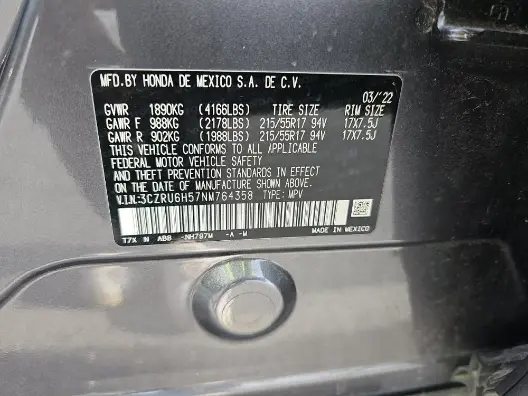 MFD.BY HONDA DE MEXICO S.A. DE C.V.
03/'22
GVWR 1890KG (4166LBS) TIRE SIZE RIM SIZE
GAWR F 988KG (2178LBS) 215/55R17 94V 17X7.5J
GAWR R 902KG (1988LBS) 215/55R17 94V 17X7.5J
THIS VEHICLE CONFORMS TO ALL APPLICABLE
FEDERAL MOTOR VEHICLE SAFETY
AND THEFT PREVENTION STANDARDS IN EFFECT
ON THE DATE OF MANUFACTURE SHOWN ABOVE.
V.I.N:3CZRU6H57NM764358 TYPE: MPV
T7X N ABB -NH797M -A -M MADE IN MEXICO